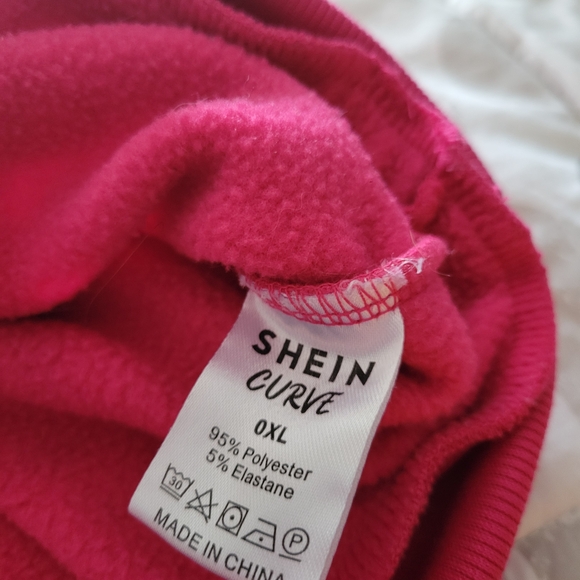 SHEIN
CURVE
0XL
95% Polyester
5% Elastane
30 P
MADE IN CHINA